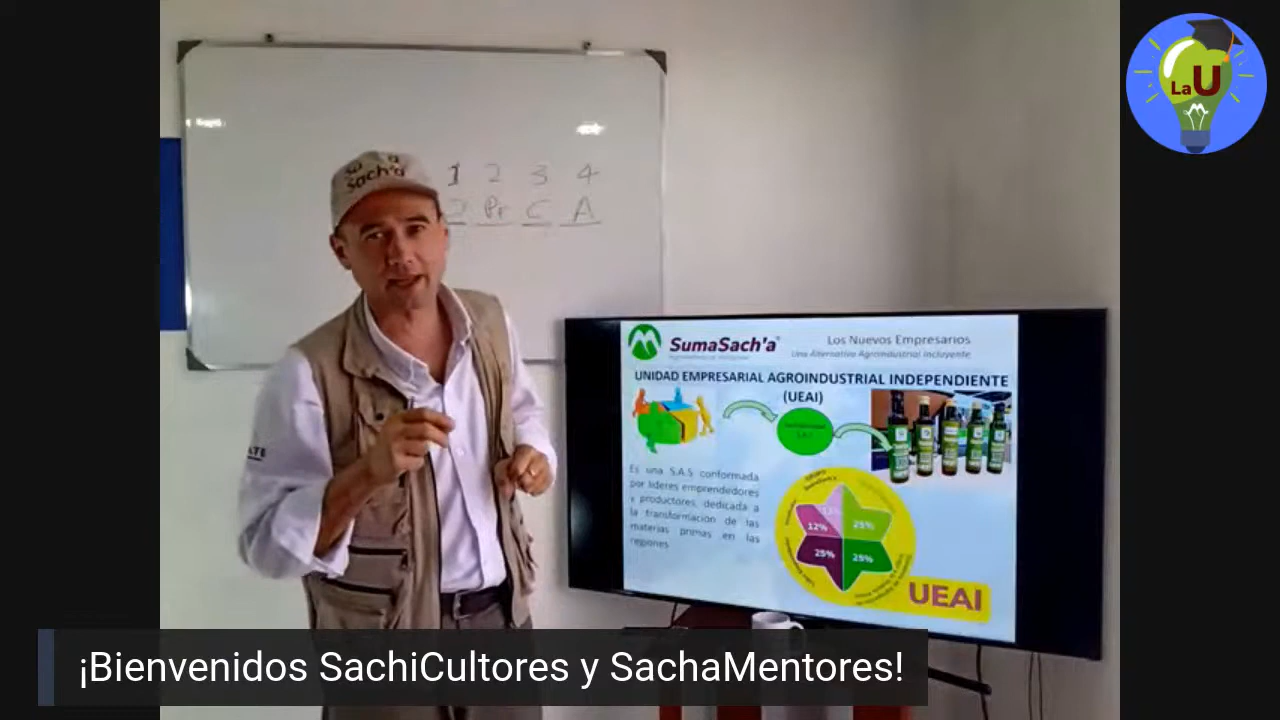 LaU
sach'a
1 2 3 4
Pr C A
SumaSach'a
Los Nuevos Empresarios
Una Alternativa Agroindustrial Incluyente
UNIDAD EMPRESARIAL AGROINDUSTRIAL INDEPENDIENTE
(UEAI)
Es una S.A.S conformada
por líderes emprendedores
y productores, dedicada a
la transformación de las
materias primas en las
regiones
12% 25%
25% 25%
UEAI
¡Bienvenidos SachiCultores y SachaMentores!